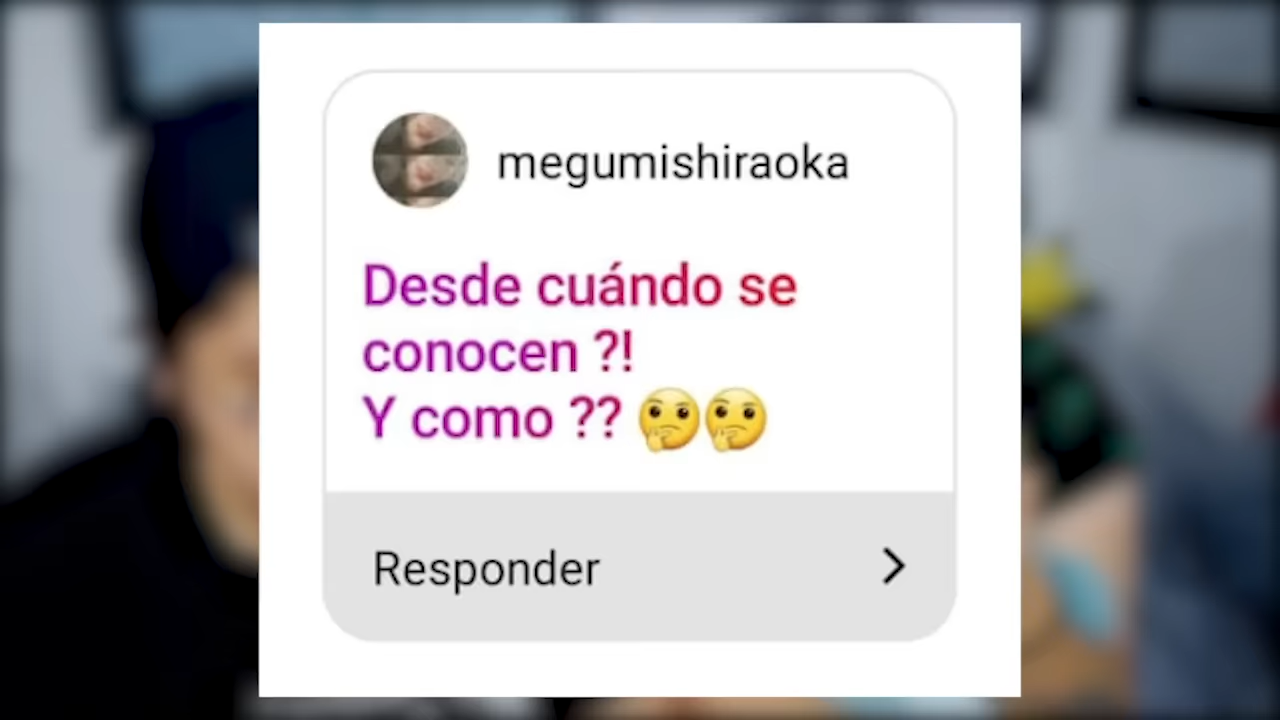 megumishiraoka
Desde cuándo se
conocen ?!
Y como ?? 🤔🤔
Responder